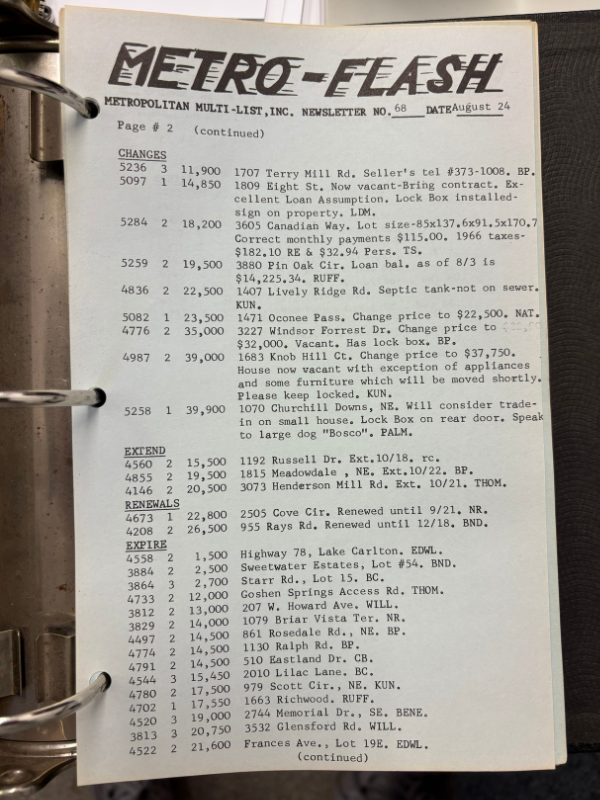 METRO-FLASH
METROPOLITAN MULTI-LIST, INC. NEWSLETTER NO. 68 DATE August 24
Page # 2 (continued)
CHANGES
5236 3 11,900 1707 Terry Mill Rd. Seller's tel #373-1008. BP.
5097 1 14,850 1809 Eight St. Now vacant-Bring contract. Ex-
cellent Loan Assumption. Lock Box installed-
sign on property. LDM.
5284 2 18,200 3605 Canadian Way. Lot size-85x137.6x91.5x170.7
Correct monthly payments $115.00. 1966 taxes-
$182.10 RE & $32.94 Pers. TS.
5259 2 19,500 3880 Pin Oak Cir. Loan bal. as of 8/3 is
$14,225.34. RUFF.
4836 2 22,500 1407 Lively Ridge Rd. Septic tank-not on sewer.
KUN.
5082 1 23,500 1471 Oconee Pass. Change price to $22,500. NAT.
4776 2 35,000 3227 Windsor Forrest Dr. Change price to
$32,000. Vacant. Has lock box. BP.
4987 2 39,000 1683 Knob Hill Ct. Change price to $37,750.
House now vacant with exception of appliances
and some furniture which will be moved shortly.
Please keep locked. KUN.
5258 1 39,900 1070 Churchill Downs, NE. Will consider trade-
in on small house. Lock Box on rear door. Speak
to large dog "Bosco". PALM.
EXTEND
4560 2 15,500 1192 Russell Dr. Ext.10/18. rc.
4855 2 19,500 1815 Meadowdale , NE. Ext.10/22. BP.
4146 2 20,500 3073 Henderson Mill Rd. Ext. 10/21. THOM.
RENEWALS
4673 1 22,800 2505 Cove Cir. Renewed until 9/21. NR.
4208 2 26,500 955 Rays Rd. Renewed until 12/18. BND.
EXPIRE
4558 2 1,500 Highway 78, Lake Carlton. EDWL.
3884 2 2,500 Sweetwater Estates, Lot #54. BND.
3864 3 2,700 Starr Rd., Lot 15. BC.
4733 2 12,000 Goshen Springs Access Rd. THOM.
3812 2 13,000 207 W. Howard Ave. WILL.
3829 2 14,000 1079 Briar Vista Ter. NR.
4497 2 14,500 861 Rosedale Rd., NE. BP.
4774 2 14,500 1130 Ralph Rd. BP.
4791 2 14,500 510 Eastland Dr. CB.
4544 3 15,450 2010 Lilac Lane. BC.
4780 2 17,500 979 Scott Cir., NE. KUN.
4702 1 17,550 1663 Richwood. RUFF.
4520 3 19,000 2744 Memorial Dr., SE. BENE.
3813 3 20,750 3532 Glensford Rd. WILL.
4522 2 21,600 Frances Ave., Lot 19E. EDWL.
(continued)